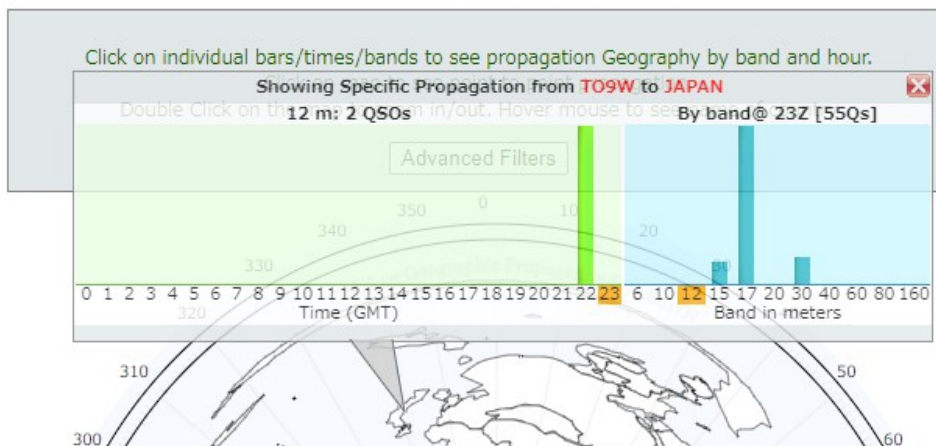 Click on individual bars/times/bands to see propagation Geography by band and hour.
Showing Specific Propagation from TO9W to JAPAN
12 m: 2 QSOs
By band@ 23Z [55Qs]
Advanced Filters
350 0 10
340 20
330 30
0 1 2 3 4 5 6 7 8 9 10 11 12 13 14 15 16 17 18 19 20 21 22 23 6 10 12 15 17 20 30 40 60 80 160
Time (GMT) Band in meters
320
310 50
300 60